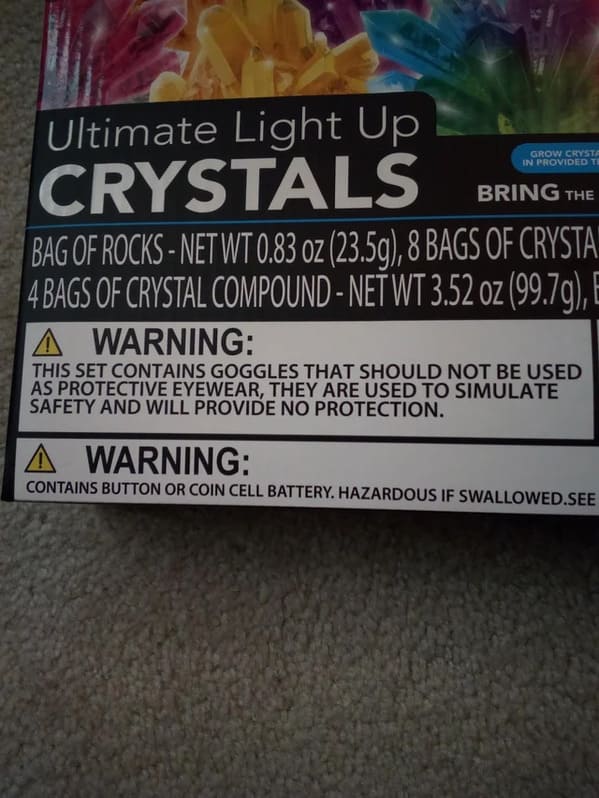 Ultimate Light Up
CRYSTALS
GROW
IN PROVIDED
BRING THE
BAG OF ROCKS - NET WT 0.83 oz (23.5g), 8 BAGS OF
4 BAGS OF CRYSTAL COMPOUND - NET WT 3.52 oz (99.7g),
WARNING:
THIS SET CONTAINS GOGGLES THAT SHOULD NOT BE USED
AS PROTECTIVE EYEWEAR, THEY ARE USED TO SIMULATE
SAFETY AND WILL PROVIDE NO PROTECTION.
WARNING:
CONTAINS BUTTON OR COIN CELL BATTERY. HAZARDOUS IF SWALLOWED.SEE